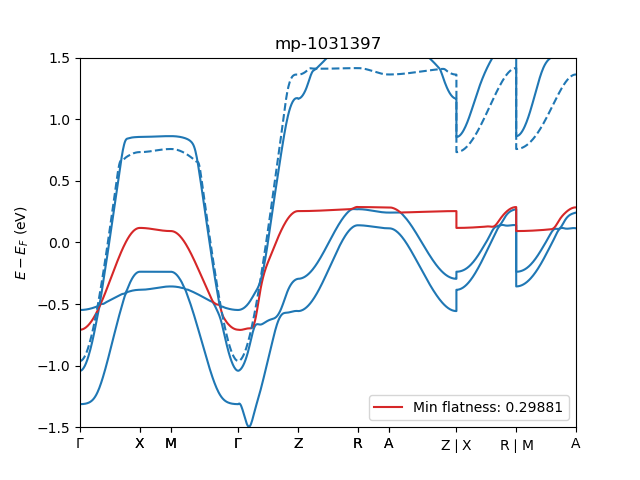 mp-1031397
E − E_F (eV)
1.5
1.0
0.5
0.0
−0.5
−1.0
−1.5
Min flatness: 0.29881
Γ X M Γ Z R A Z | X R | M A